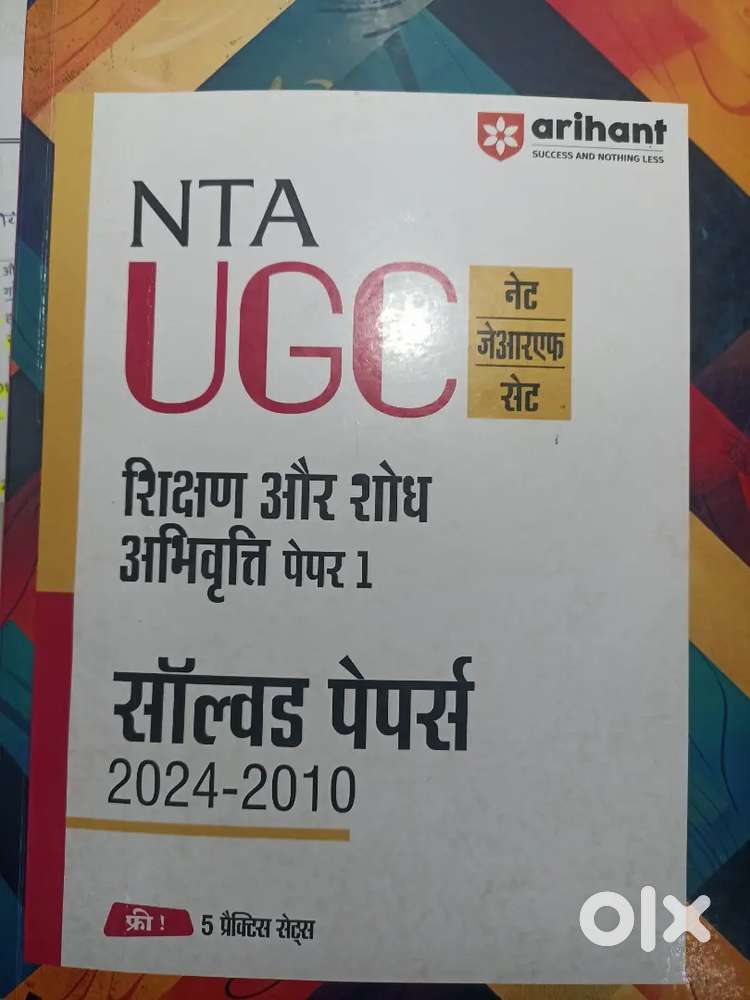 arihant
SUCCESS AND NOTHING LESS
NTA
UGC
नेट
जेआरएफ
सेट
शिक्षण और शोध
अभिवृत्ति पेपर 1
सॉल्वड पेपर्स
2024-2010
फ्री! 5 प्रैक्टिस सेट्स
olx